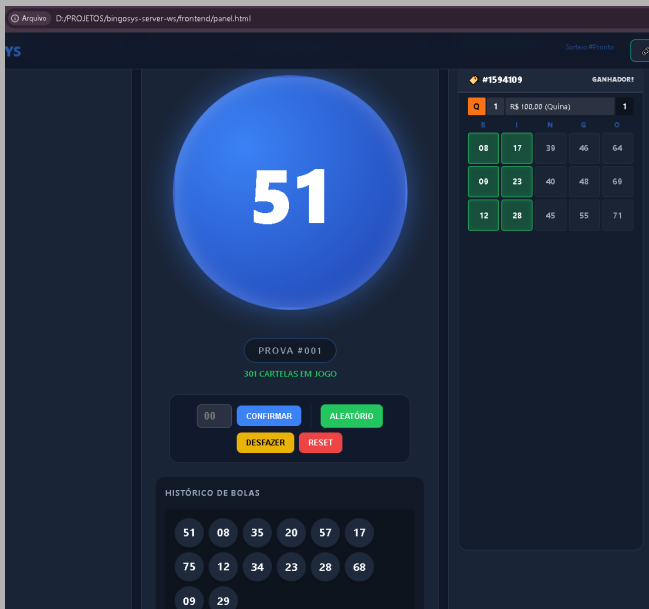 Arquivo D:/PROJETOS/bingosys-server-ws/frontend/panel.html
YS
Sorteio #Pronto
51
PROVA #001
301 CARTELAS EM JOGO
00 CONFIRMAR ALEATÓRIO
DESFAZER RESET
HISTÓRICO DE BOLAS
51 08 35 20 57 17
75 12 34 23 28 68
09 29
#1594109 GANHADOR!
Q 1 R$ 100,00 (Quina) 1
B I N G O
08 17 39 46 64
09 23 40 48 69
12 28 45 55 71